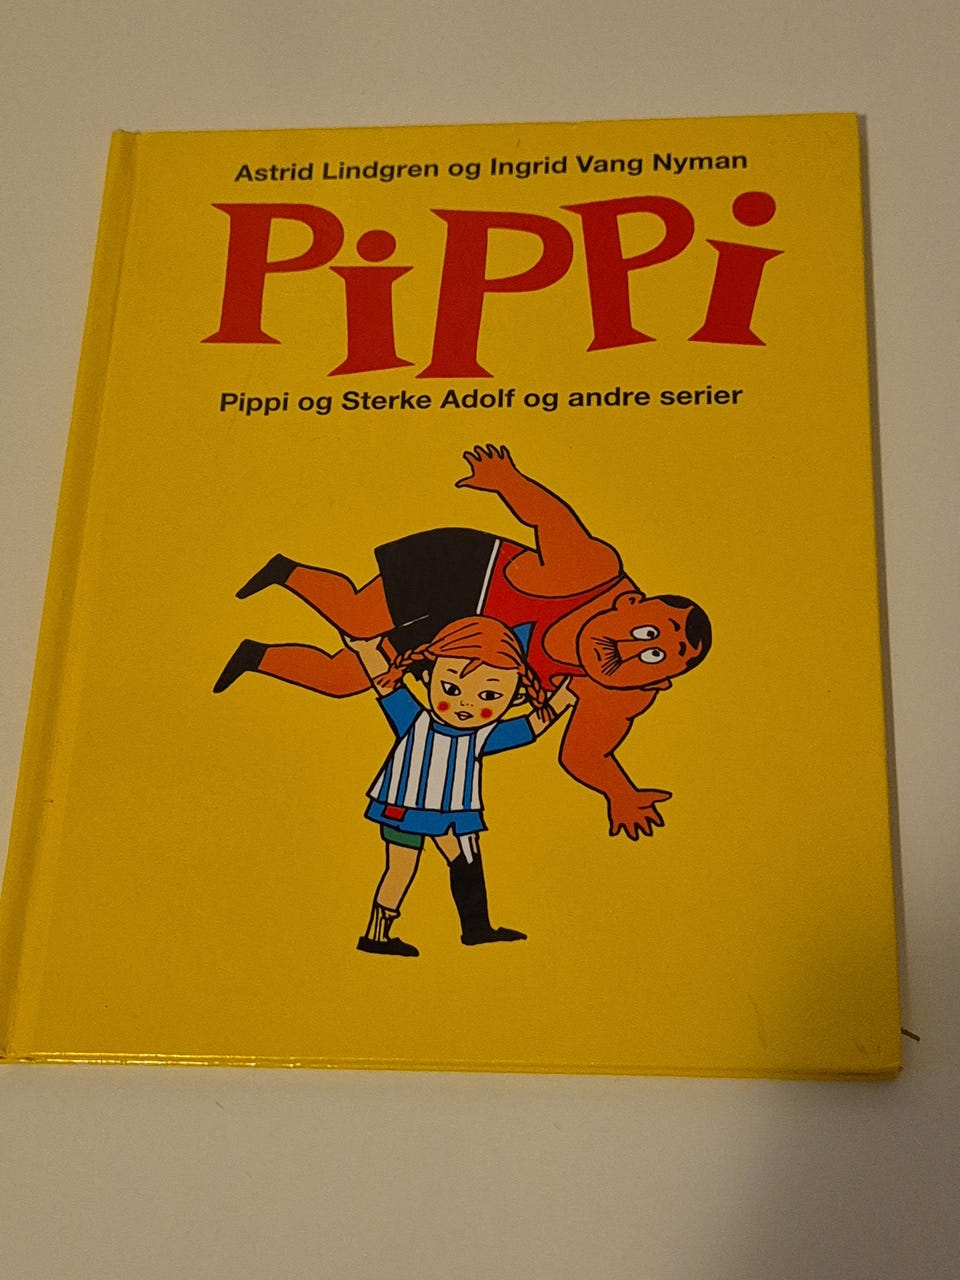 Astrid Lindgren og Ingrid Vang Nyman
PiPPi
Pippi og Sterke Adolf og andre serier